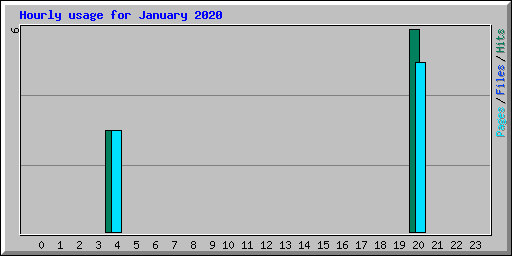 Hourly usage for January 2020
6
Pages/Files/Hits
0 1 2 3 4 5 6 7 8 9 10 11 12 13 14 15 16 17 18 19 20 21 22 23